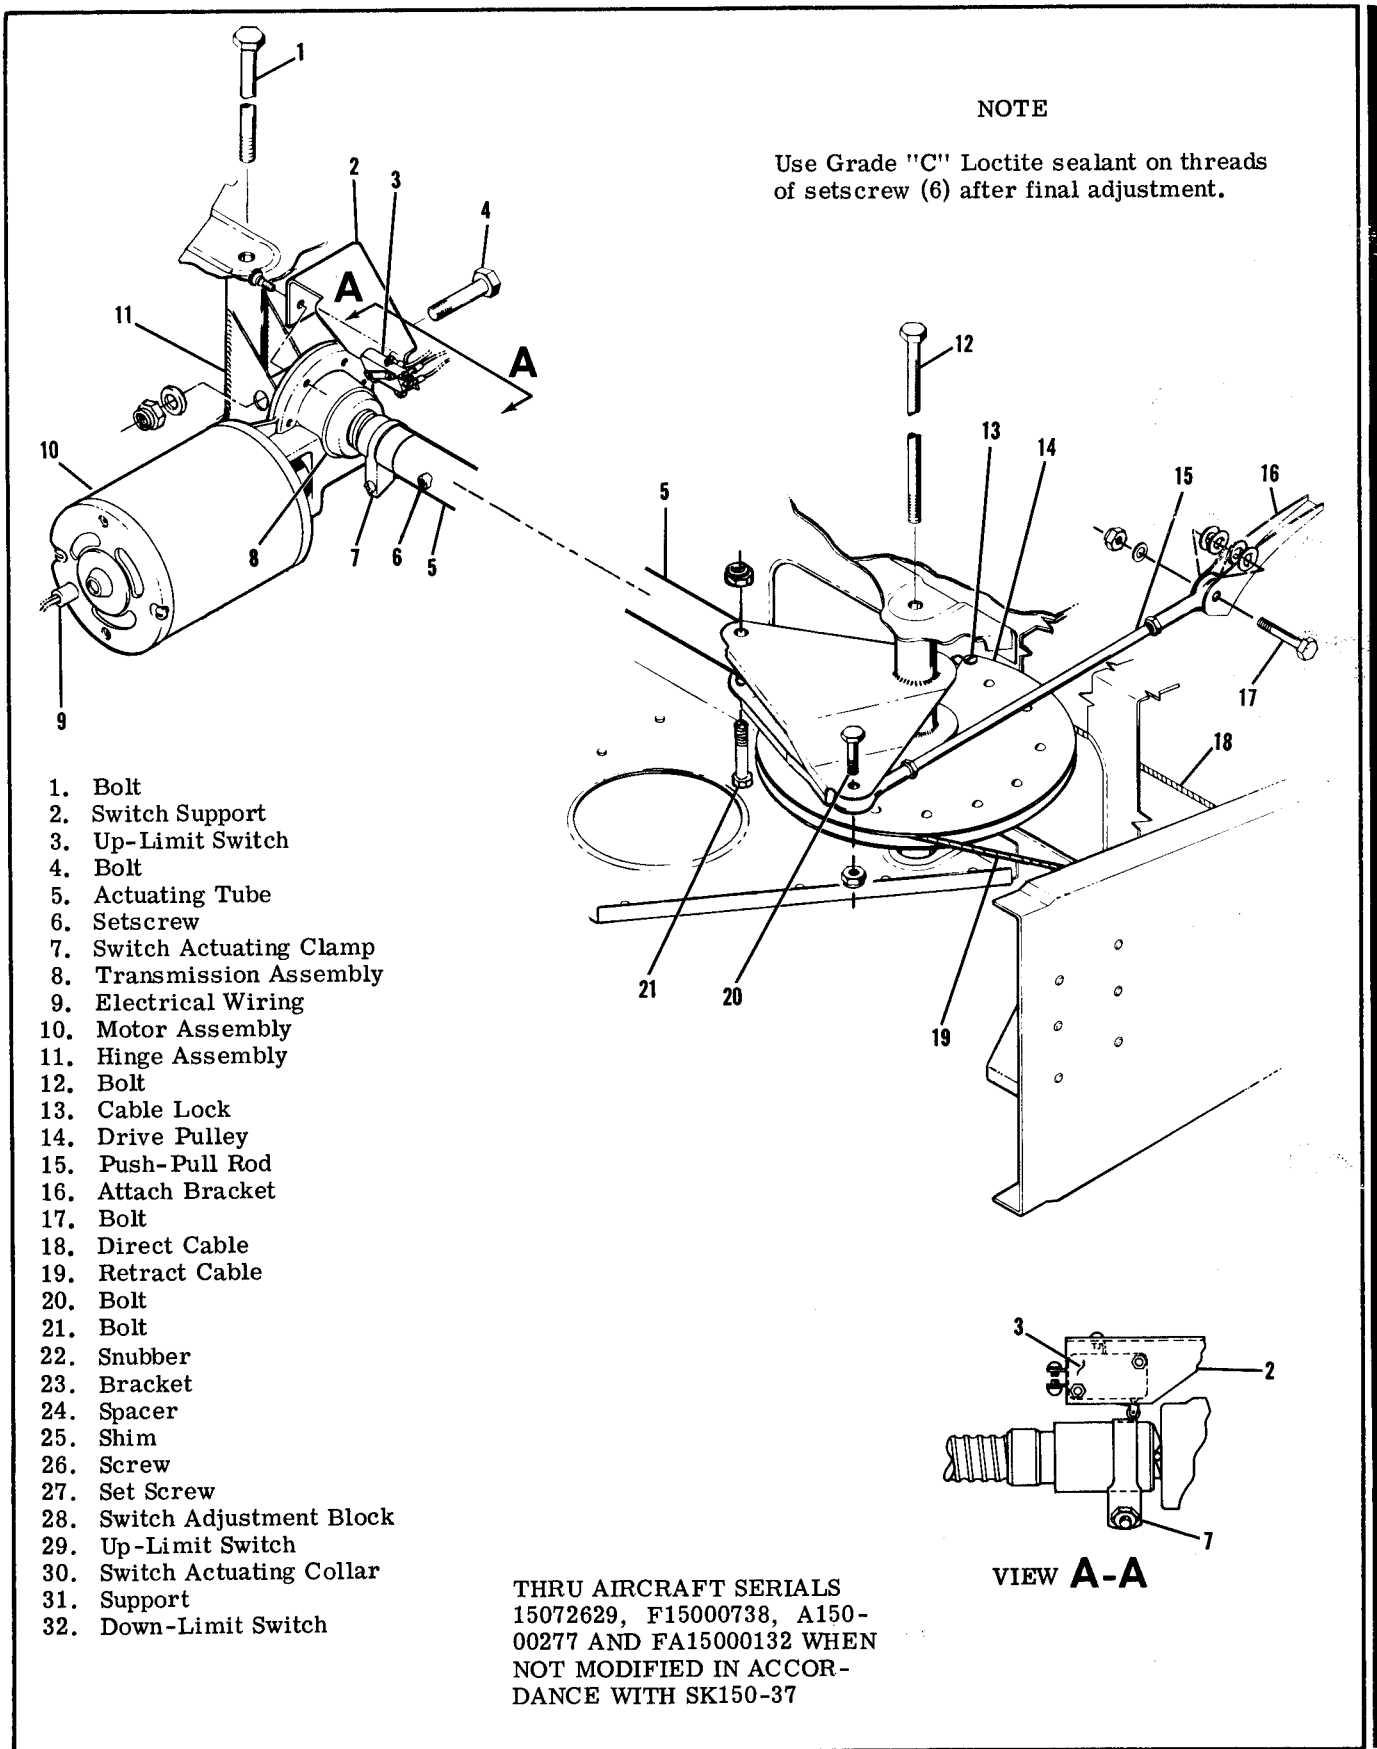 1
2
3
4
NOTE
Use Grade "C" Loctite sealant on threads
of setscrew (6) after final adjustment.
A
A
11
12
10
13
14
15
16
5
8
7
6
5
9
17
18
21
20
19
1. Bolt
2. Switch Support
3. Up-Limit Switch
4. Bolt
5. Actuating Tube
6. Setscrew
7. Switch Actuating Clamp
8. Transmission Assembly
9. Electrical Wiring
10. Motor Assembly
11. Hinge Assembly
12. Bolt
13. Cable Lock
14. Drive Pulley
15. Push-Pull Rod
16. Attach Bracket
17. Bolt
18. Direct Cable
19. Retract Cable
20. Bolt
21. Bolt
22. Snubber
23. Bracket
24. Spacer
25. Shim
26. Screw
27. Set Screw
28. Switch Adjustment Block
29. Up-Limit Switch
30. Switch Actuating Collar
31. Support
32. Down-Limit Switch
3
2
7
VIEW A-A
THRU AIRCRAFT SERIALS
15072629, F15000738, A150-
00277 AND FA15000132 WHEN
NOT MODIFIED IN ACCOR-
DANCE WITH SK150-37